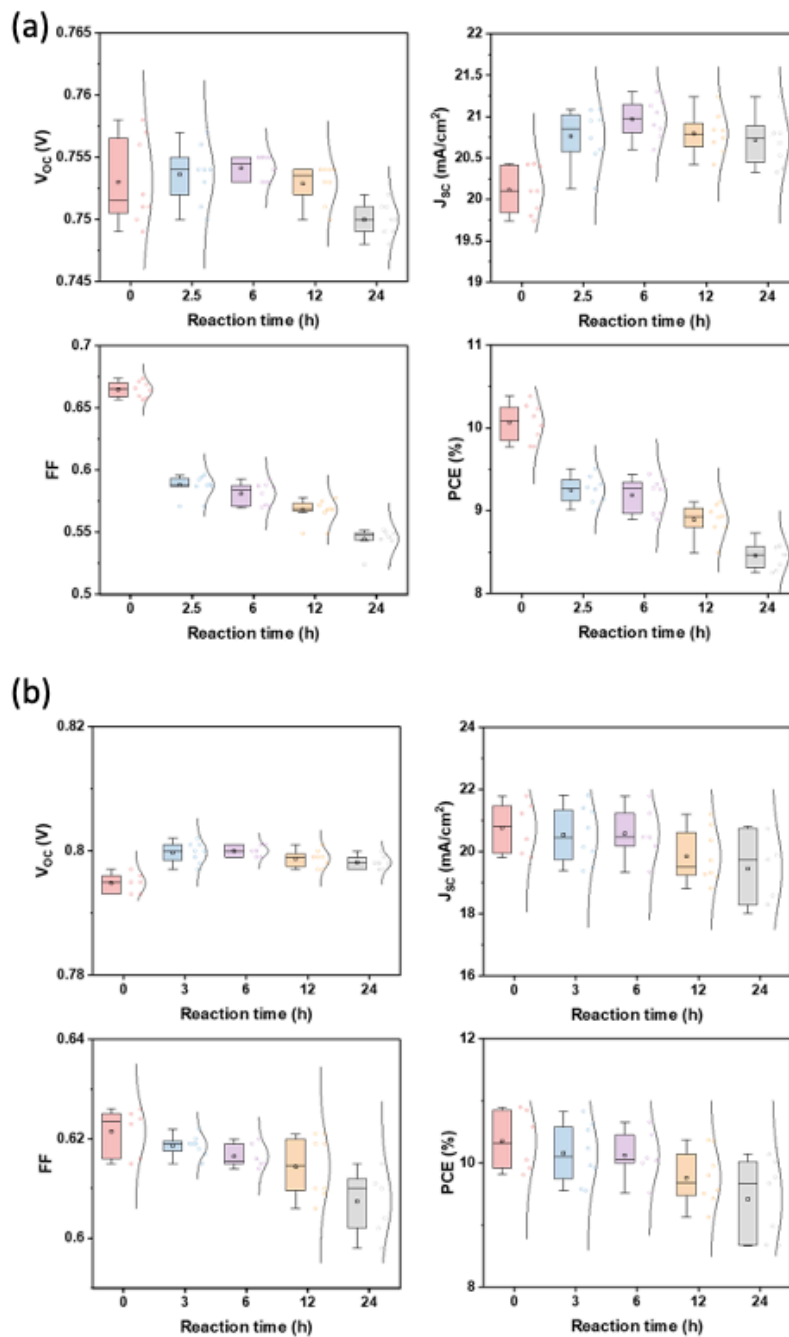 (a)
0.765
0.76
0.755
0.75
0.745
V_OC (V)
0 2.5 6 12 24
Reaction time (h)
22
21.5
21
20.5
20
19.5
19
J_SC (mA/cm²)
0 2.5 6 12 24
Reaction time (h)
0.7
0.65
0.6
0.55
0.5
FF
0 2.5 6 12 24
Reaction time (h)
11
10
9
8
PCE (%)
0 2.5 6 12 24
Reaction time (h)
(b)
0.82
0.8
0.78
V_OC (V)
0 3 6 12 24
Reaction time (h)
24
22
20
18
16
J_SC (mA/cm²)
0 3 6 12 24
Reaction time (h)
0.64
0.62
0.6
FF
0 3 6 12 24
Reaction time (h)
12
10
8
PCE (%)
0 3 6 12 24
Reaction time (h)